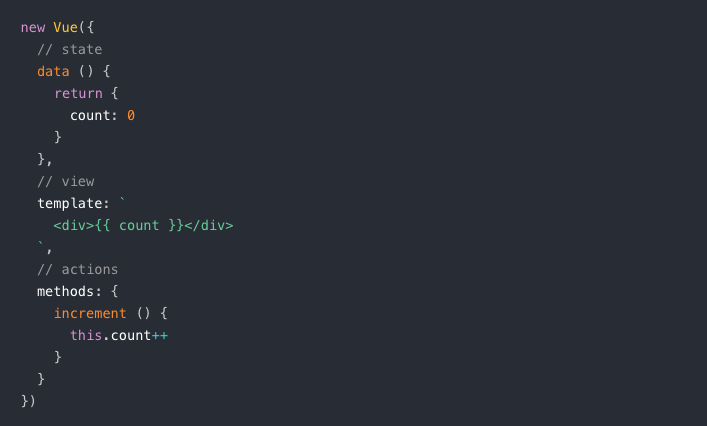 new Vue({
  // state
  data () {
    return {
      count: 0
    }
  },
  // view
  template: `
    <div>{{ count }}</div>
  `,
  // actions
  methods: {
    increment () {
      this.count++
    }
  }
})